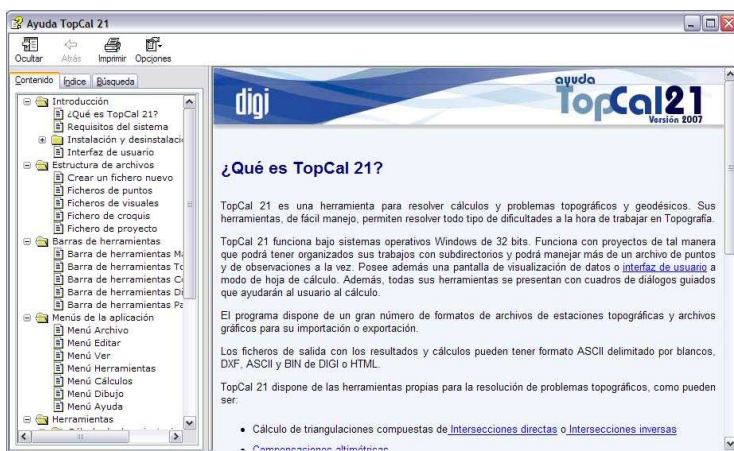 Ayuda TopCal 21
Ocultar Atrás Imprimir Opciones
Contenido Índice Búsqueda
Introducción
¿Qué es TopCal 21?
Requisitos del sistema
Instalación y desinstalaci
Interfaz de usuario
Estructura de archivos
Crear un fichero nuevo
Ficheros de puntos
Ficheros de visuales
Fichero de croquis
Fichero de proyecto
Barras de herramientas
Barra de herramientas Ma
Barra de herramientas To
Barra de herramientas Ca
Barra de herramientas Di
Barra de herramientas Pa
Menús de la aplicación
Menú Archivo
Menú Editar
Menú Ver
Menú Herramientas
Menú Cálculos
Menú Dibujo
Menú Ayuda
Herramientas
digi
ayuda
TopCal21
Versión 2007
¿Qué es TopCal 21?
TopCal 21 es una herramienta para resolver cálculos y problemas topográficos y geodésicos. Sus
herramientas, de fácil manejo, permiten resolver todo tipo de dificultades a la hora de trabajar en Topografía.
TopCal 21 funciona bajo sistemas operativos Windows de 32 bits. Funciona con proyectos de tal manera
que podrá tener organizados sus trabajos con subdirectorios y podrá manejar más de un archivo de puntos
y de observaciones a la vez. Posee además una pantalla de visualización de datos o interfaz de usuario a
modo de hoja de cálculo. Además, todas sus herramientas se presentan con cuadros de diálogos guiados
que ayudarán al usuario al cálculo.
El programa dispone de un gran número de formatos de archivos de estaciones topográficas y archivos
gráficos para su importación o exportación.
Los ficheros de salida con los resultados y cálculos pueden tener formato ASCII delimitado por blancos,
DXF, ASCII y BIN de DIGI o HTML.
TopCal 21 dispone de las herramientas propias para la resolución de problemas topográficos, como pueden
ser:
Cálculo de triangulaciones compuestas de Intersecciones directas o Intersecciones inversas
Compensaciones altimétricas